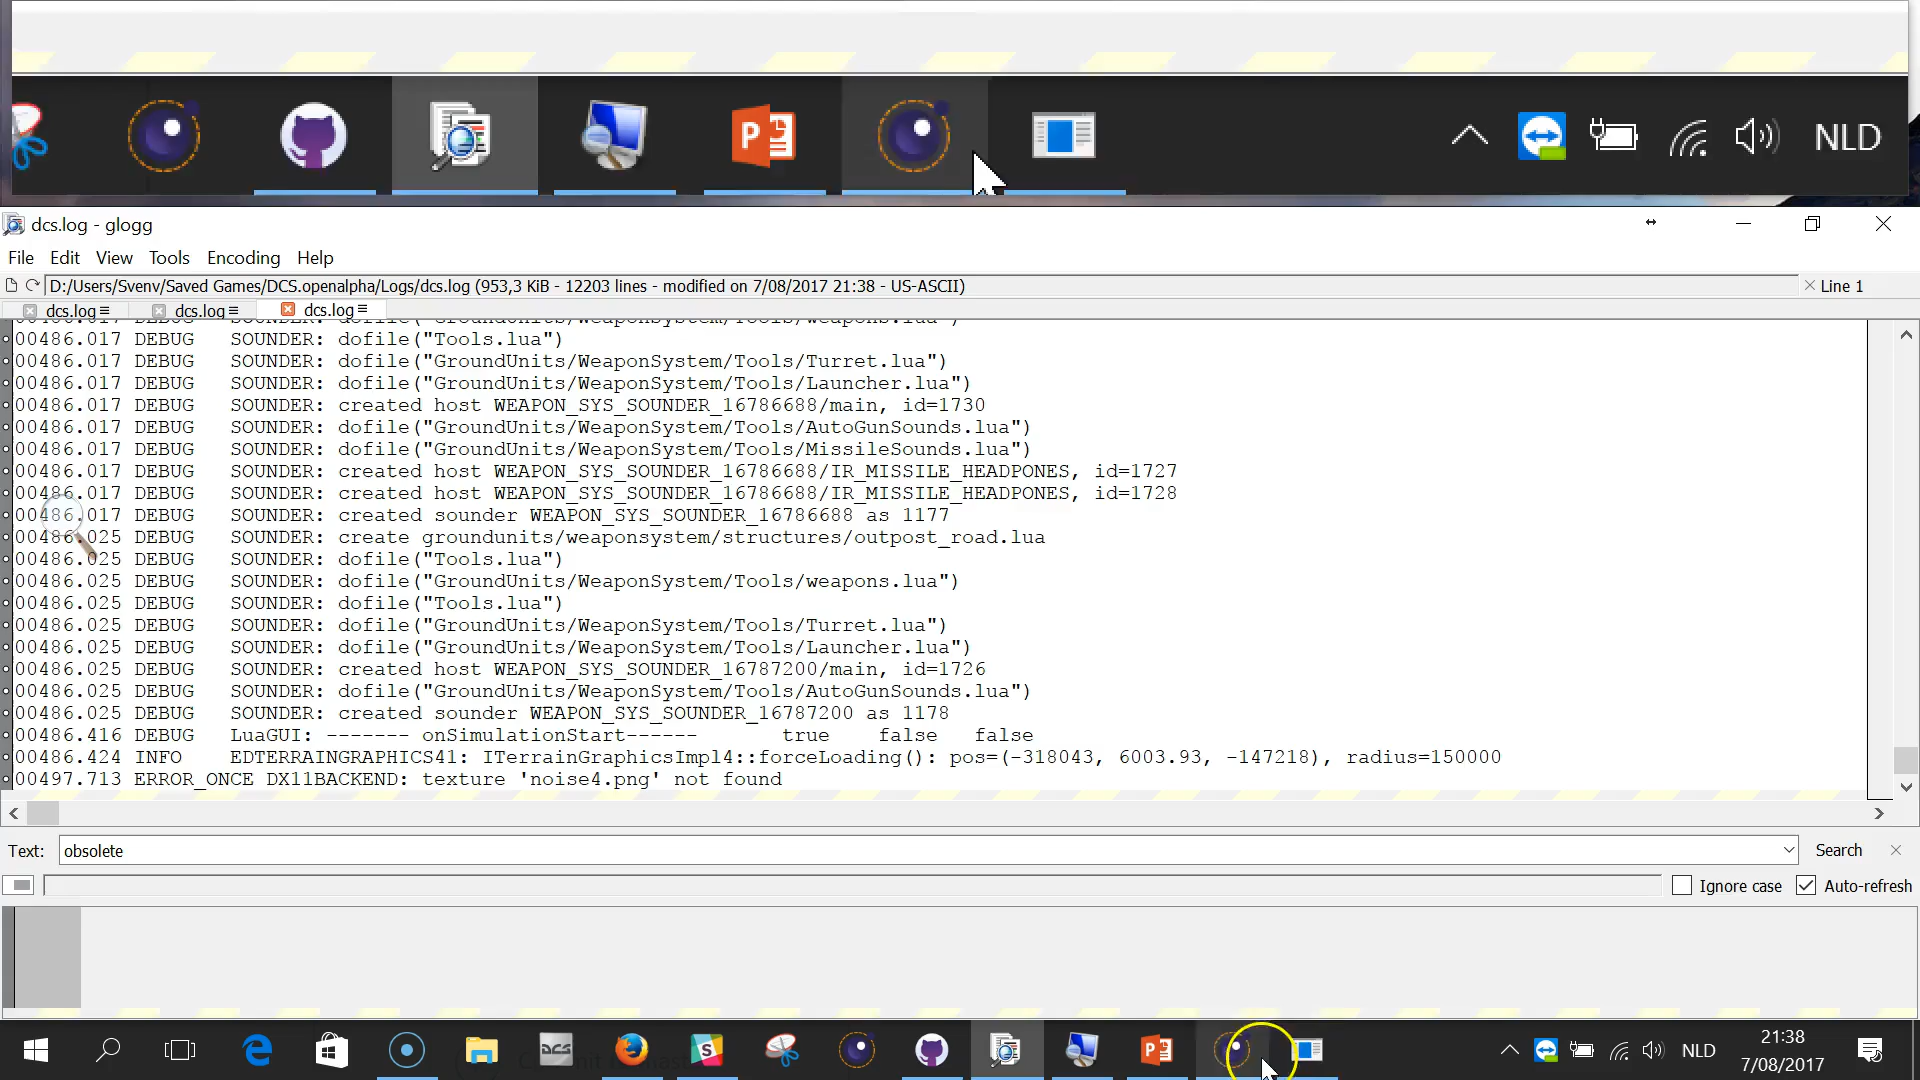 NLD
dcs.log - glogg
File Edit View Tools Encoding Help
D:/Users/Svenv/Saved Games/DCS.openalpha/Logs/dcs.log (953,3 KiB - 12203 lines - modified on 7/08/2017 21:38 - US-ASCII) Line 1
dcs.log dcs.log dcs.log
00486.017 DEBUG SOUNDER: dofile("GroundUnits/WeaponSystem/Tools/weapons.lua")
00486.017 DEBUG SOUNDER: dofile("Tools.lua")
00486.017 DEBUG SOUNDER: dofile("GroundUnits/WeaponSystem/Tools/Turret.lua")
00486.017 DEBUG SOUNDER: dofile("GroundUnits/WeaponSystem/Tools/Launcher.lua")
00486.017 DEBUG SOUNDER: created host WEAPON_SYS_SOUNDER_16786688/main, id=1730
00486.017 DEBUG SOUNDER: dofile("GroundUnits/WeaponSystem/Tools/AutoGunSounds.lua")
00486.017 DEBUG SOUNDER: dofile("GroundUnits/WeaponSystem/Tools/MissileSounds.lua")
00486.017 DEBUG SOUNDER: created host WEAPON_SYS_SOUNDER_16786688/IR_MISSILE_HEADPONES, id=1727
00486.017 DEBUG SOUNDER: created host WEAPON_SYS_SOUNDER_16786688/IR_MISSILE_HEADPONES, id=1728
00486.017 DEBUG SOUNDER: created sounder WEAPON_SYS_SOUNDER_16786688 as 1177
00486.025 DEBUG SOUNDER: create groundunits/weaponsystem/structures/outpost_road.lua
00486.025 DEBUG SOUNDER: dofile("Tools.lua")
00486.025 DEBUG SOUNDER: dofile("GroundUnits/WeaponSystem/Tools/weapons.lua")
00486.025 DEBUG SOUNDER: dofile("Tools.lua")
00486.025 DEBUG SOUNDER: dofile("GroundUnits/WeaponSystem/Tools/Turret.lua")
00486.025 DEBUG SOUNDER: dofile("GroundUnits/WeaponSystem/Tools/Launcher.lua")
00486.025 DEBUG SOUNDER: created host WEAPON_SYS_SOUNDER_16787200/main, id=1726
00486.025 DEBUG SOUNDER: dofile("GroundUnits/WeaponSystem/Tools/AutoGunSounds.lua")
00486.025 DEBUG SOUNDER: created sounder WEAPON_SYS_SOUNDER_16787200 as 1178
00486.416 DEBUG LuaGUI: ------- onSimulationStart------ true false false
00486.424 INFO EDTERRAINGRAPHICS41: ITerrainGraphicsImpl4::forceLoading(): pos=(-318043, 6003.93, -147218), radius=150000
00497.713 ERROR_ONCE DX11BACKEND: texture 'noise4.png' not found
Text: obsolete Search
Ignore case Auto-refresh
DCS NLD 21:38
7/08/2017